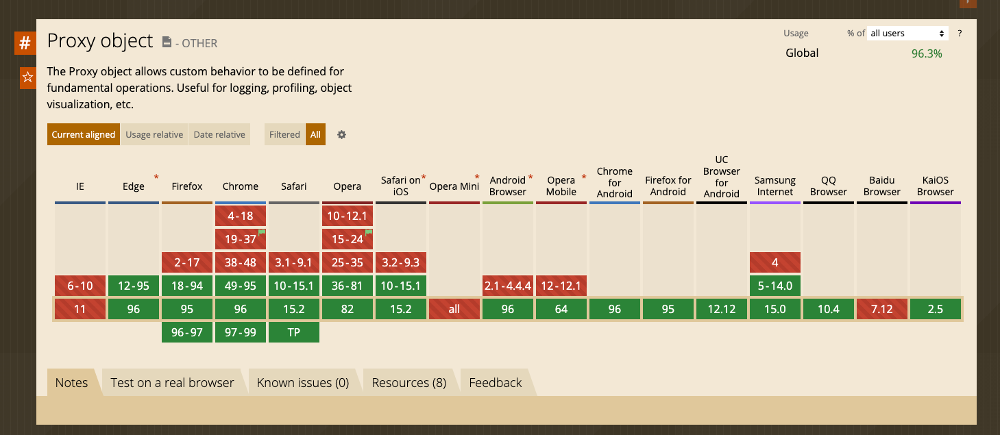 #
Proxy object - OTHER
Usage % of all users ?
Global 96.3%
The Proxy object allows custom behavior to be defined for
fundamental operations. Useful for logging, profiling, object
visualization, etc.
Current aligned Usage relative Date relative Filtered All
IE
Edge *
Firefox
Chrome
Safari
Opera
Safari on *
iOS
Opera Mini *
Android *
Browser
Opera *
Mobile
Chrome
for
Android
Firefox for
Android
UC
Browser
for
Android
Samsung
Internet
QQ
Browser
Baidu
Browser
KaiOS
Browser
4-18 10-12.1
19-37 15-24
2-17 38-48 3.1-9.1 25-35 3.2-9.3 4
6-10 12-95 18-94 49-95 10-15.1 36-81 10-15.1 2.1-4.4.4 12-12.1 5-14.0
11 96 95 96 15.2 82 15.2 all 96 64 96 95 12.12 15.0 10.4 7.12 2.5
96-97 97-99 TP
Notes Test on a real browser Known issues (0) Resources (8) Feedback